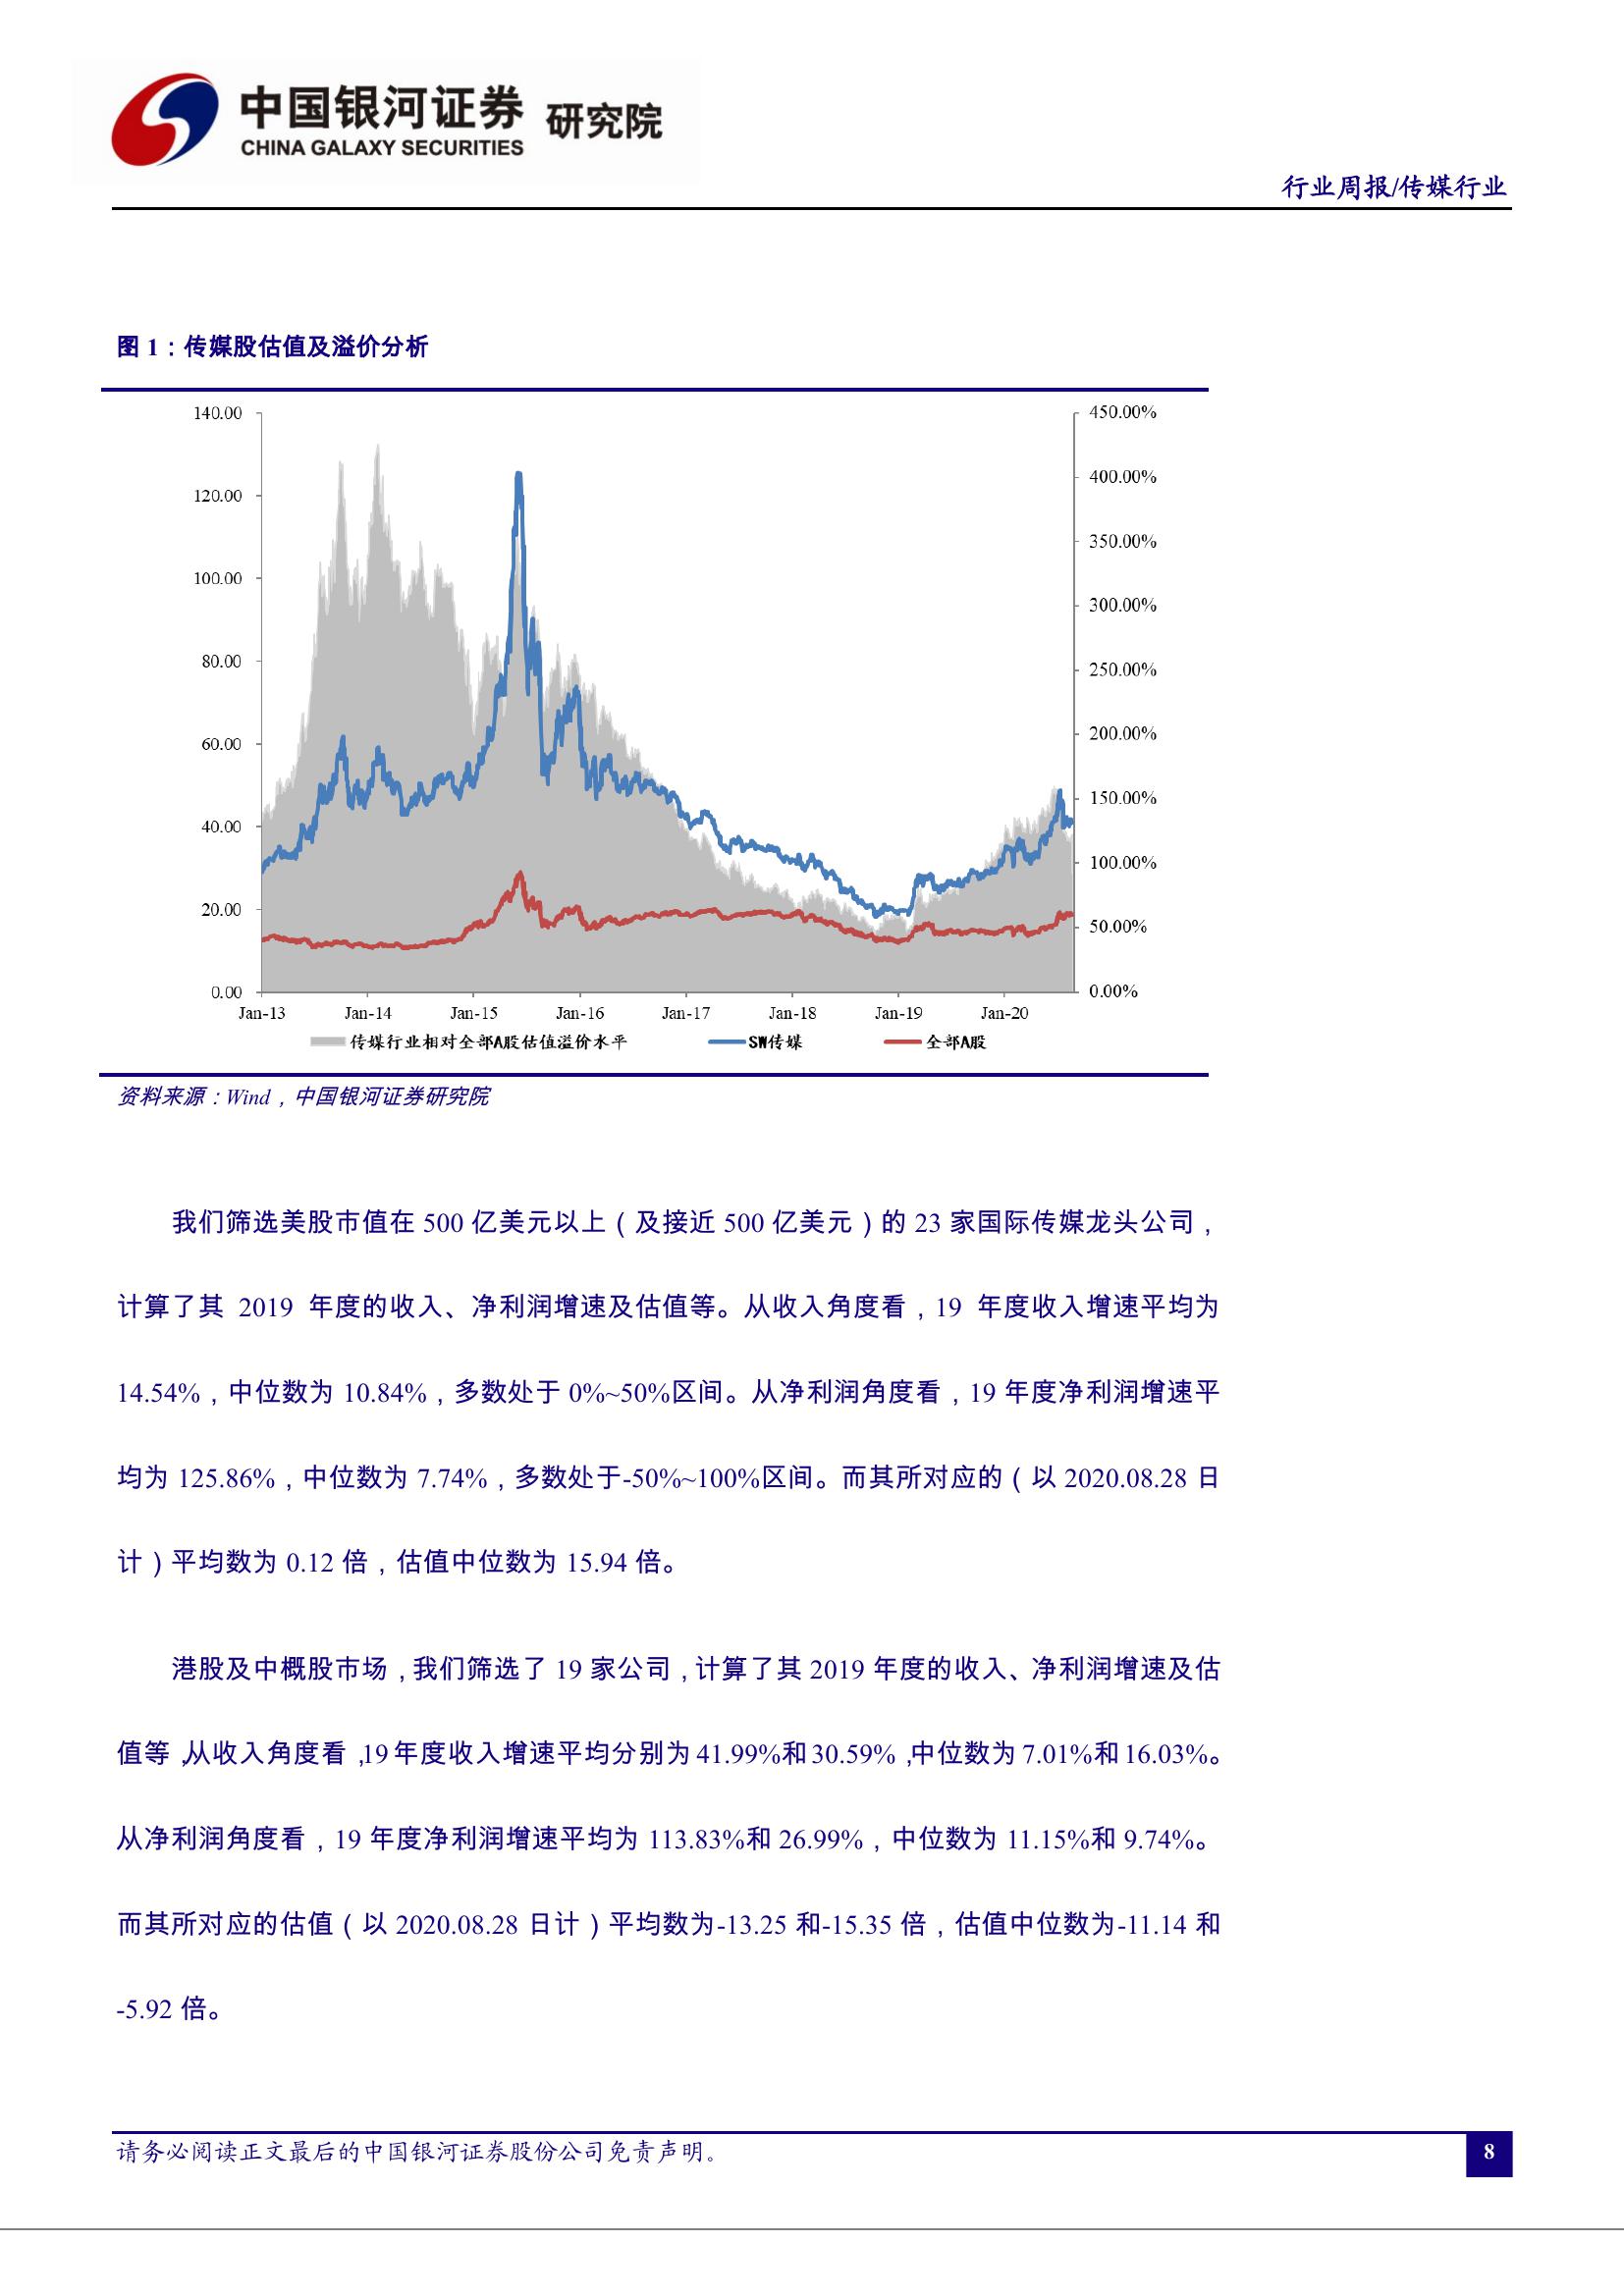 中国银河证券 研究院
CHINA GALAXY SECURITIES
行业周报/传媒行业
图 1：传媒股估值及溢价分析
140.00
120.00
100.00
80.00
60.00
40.00
20.00
0.00
450.00%
400.00%
350.00%
300.00%
250.00%
200.00%
150.00%
100.00%
50.00%
0.00%
Jan-13 Jan-14 Jan-15 Jan-16 Jan-17 Jan-18 Jan-19 Jan-20
传媒行业相对全部A股估值溢价水平 SW传媒 全部A股
资料来源：Wind，中国银河证券研究院
我们筛选美股市值在 500 亿美元以上（及接近 500 亿美元）的 23 家国际传媒龙头公司，
计算了其 2019 年度的收入、净利润增速及估值等。从收入角度看，19 年度收入增速平均为
14.54%，中位数为 10.84%，多数处于 0%~50%区间。从净利润角度看，19 年度净利润增速平
均为 125.86%，中位数为 7.74%，多数处于-50%~100%区间。而其所对应的（以 2020.08.28 日
计）平均数为 0.12 倍，估值中位数为 15.94 倍。
港股及中概股市场，我们筛选了 19 家公司，计算了其 2019 年度的收入、净利润增速及估
值等，从收入角度看，19 年度收入增速平均分别为 41.99%和 30.59%，中位数为 7.01%和 16.03%。
从净利润角度看，19 年度净利润增速平均为 113.83%和 26.99%，中位数为 11.15%和 9.74%。
而其所对应的估值（以 2020.08.28 日计）平均数为-13.25 和-15.35 倍，估值中位数为-11.14 和
-5.92 倍。
请务必阅读正文最后的中国银河证券股份公司免责声明。
8